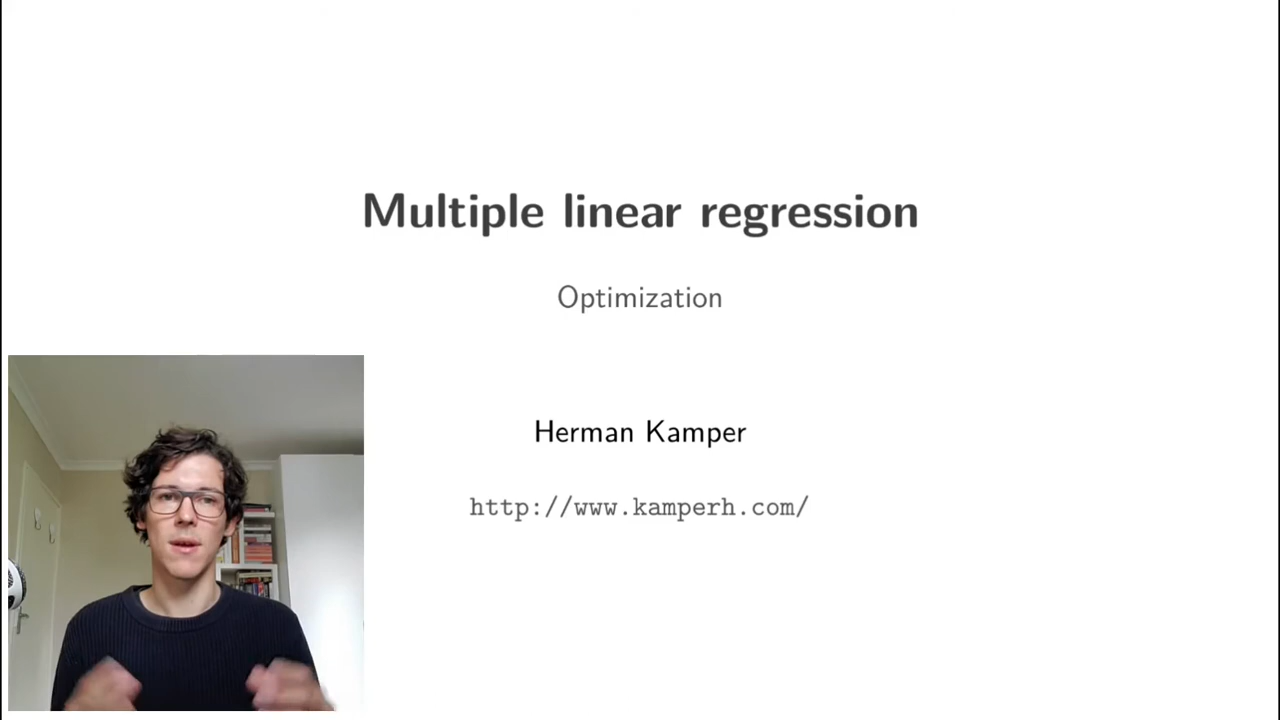 Multiple linear regression
Optimization
Herman Kamper
http://www.kamperh.com/